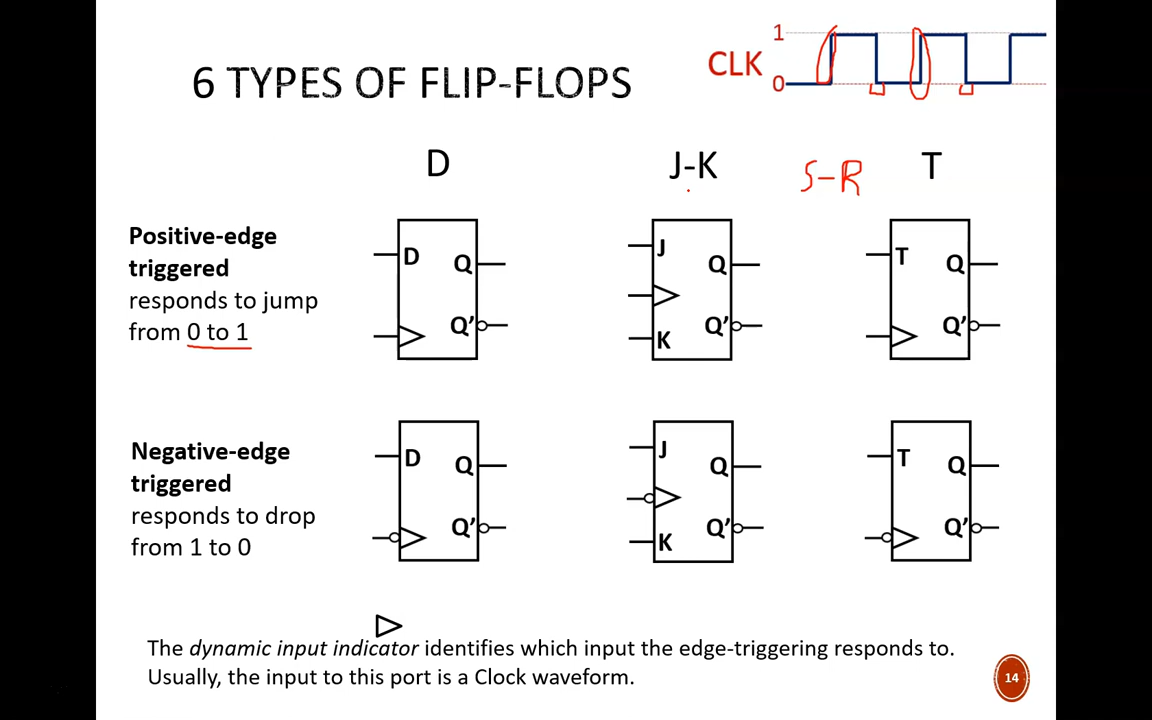 6 TYPES OF FLIP-FLOPS
CLK
1
0
D
J-K
S-R
T
Positive-edge
triggered
responds to jump
from 0 to 1
D
Q
Q'
J
Q
K
Q'
T
Q
Q'
Negative-edge
triggered
responds to drop
from 1 to 0
D
Q
Q'
J
Q
K
Q'
T
Q
Q'
The dynamic input indicator identifies which input the edge-triggering responds to.
Usually, the input to this port is a Clock waveform.
14